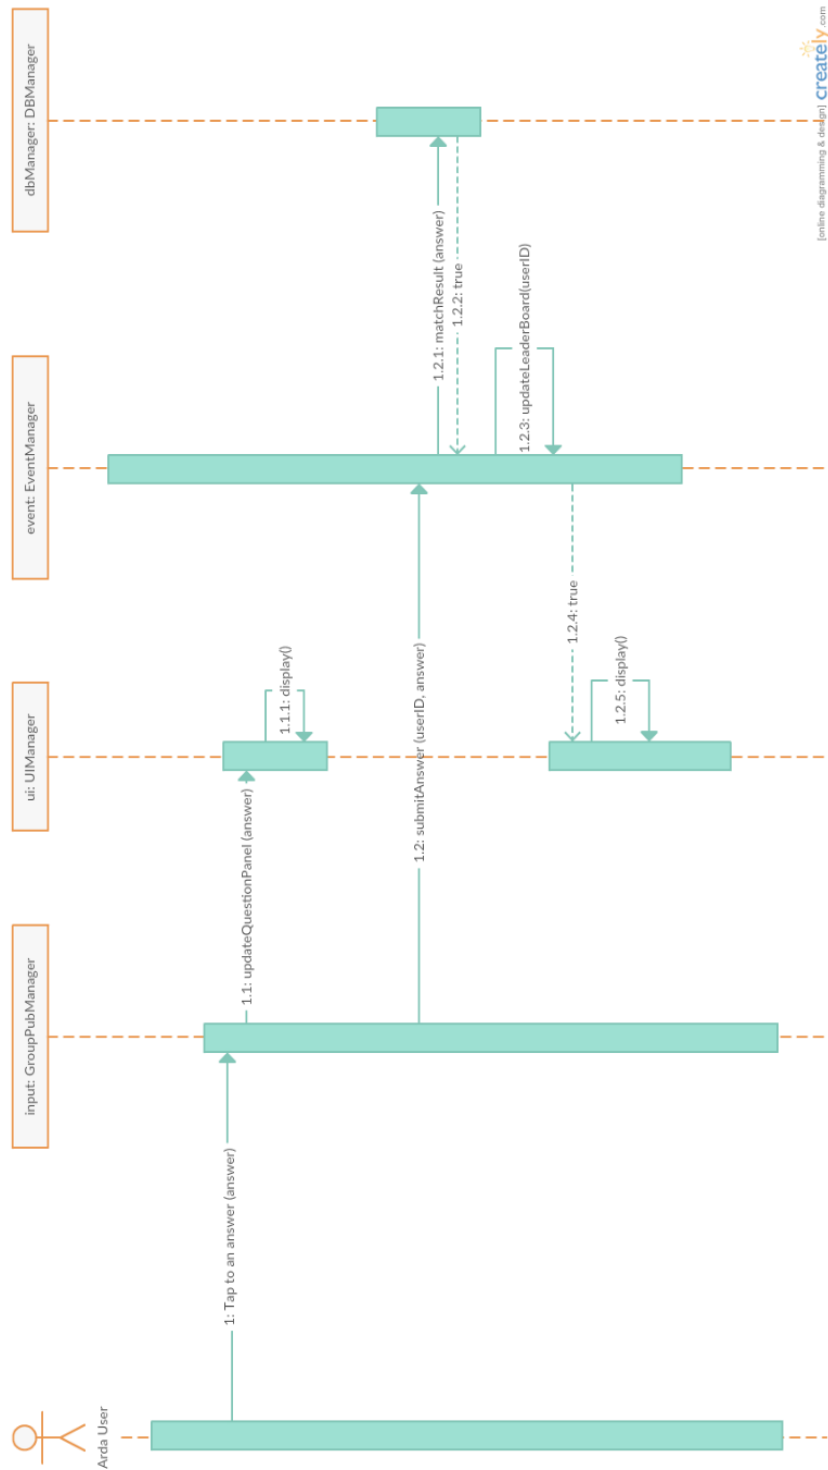 Arda User
input: GroupPubManager
ui: UIManager
event: EventManager
dbManager: DBManager
1: Tap to an answer (answer)
1.1: updateQuestionPanel (answer)
1.1.1: display()
1.2: submitAnswer (userID, answer)
1.2.1: matchResult (answer)
1.2.2: true
1.2.3: updateLeaderBoard(userID)
1.2.4: true
1.2.5: display()
[online diagramming & design] creately.com